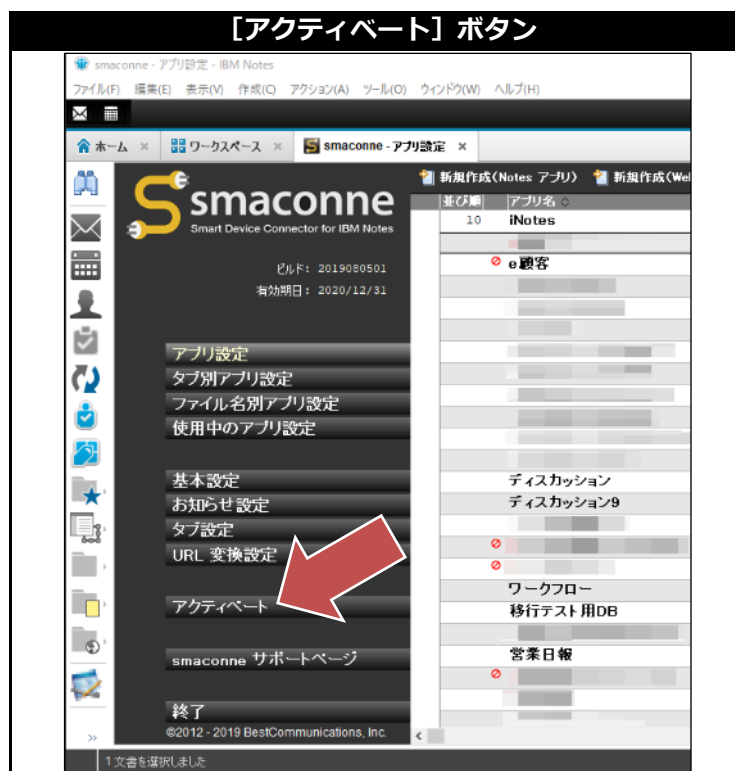 ［アクティベート］ボタン
smaconne - アプリ設定 - IBM Notes
ファイル(F) 編集(E) 表示(V) 作成(C) アクション(A) ツール(O) ウィンドウ(W) ヘルプ(H)
ホーム × ワークスペース × smaconne - アプリ設定 ×
smaconne
Smart Device Connector for IBM Notes
ビルド: 2019080501
有効期日: 2020/12/31
アプリ設定
タブ別アプリ設定
ファイル名別アプリ設定
使用中のアプリ設定
基本設定
お知らせ設定
タブ設定
URL 変換設定
アクティベート
smaconne サポートページ
終了
©2012 - 2019 BestCommunications, Inc.
新規作成(Notes アプリ) 新規作成(Wel
並び順 アプリ名
10 iNotes
e顧客
ディスカッション
ディスカッション9
ワークフロー
移行テスト用DB
営業日報
1 文書を選択しました